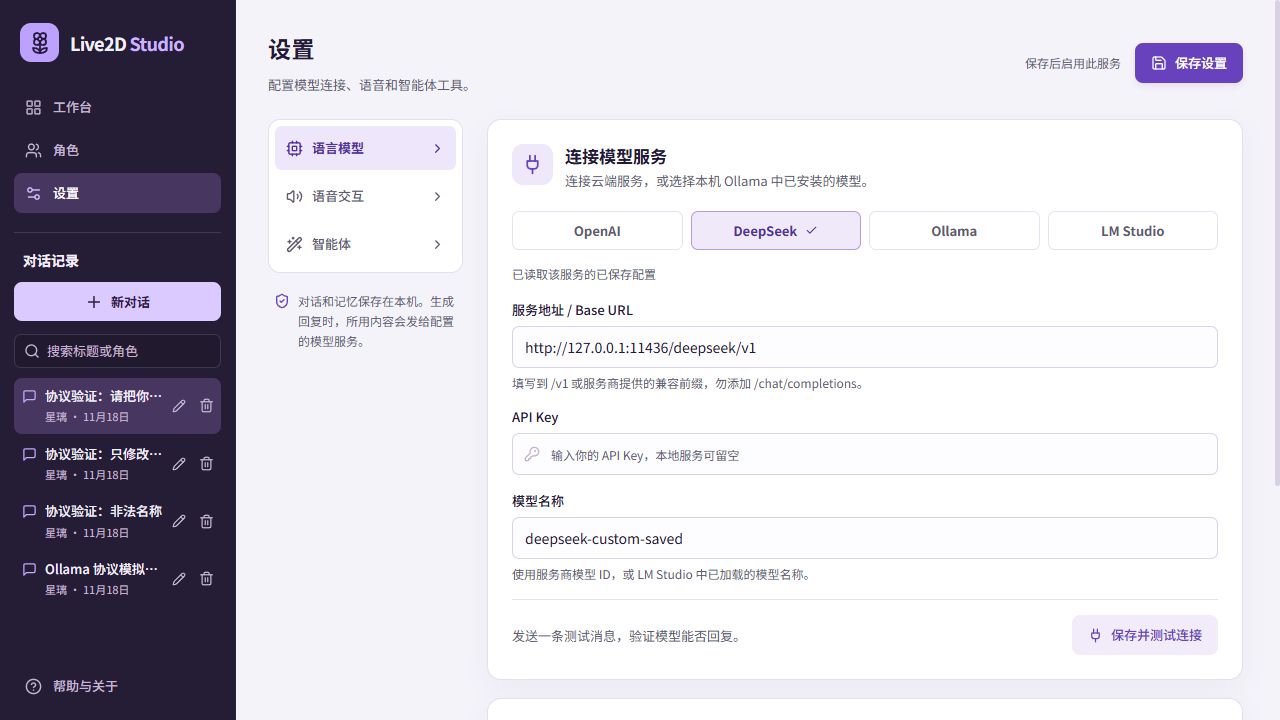 Live2D Studio
工作台
角色
设置
对话记录
新对话
搜索标题或角色
协议验证：请把你…
星璃 · 11月18日
协议验证：只修改…
星璃 · 11月18日
协议验证：非法名称
星璃 · 11月18日
Ollama 协议模拟…
星璃 · 11月18日
帮助与关于
设置
配置模型连接、语音和智能体工具。
保存后启用此服务
保存设置
语言模型
语音交互
智能体
对话和记忆保存在本机。生成
回复时，所用内容会发给配置
的模型服务。
连接模型服务
连接云端服务，或选择本机 Ollama 中已安装的模型。
OpenAI
DeepSeek
Ollama
LM Studio
已读取该服务的已保存配置
服务地址 / Base URL
http://127.0.0.1:11436/deepseek/v1
填写到 /v1 或服务商提供的兼容前缀，勿添加 /chat/completions。
API Key
输入你的 API Key，本地服务可留空
模型名称
deepseek-custom-saved
使用服务商模型 ID，或 LM Studio 中已加载的模型名称。
发送一条测试消息，验证模型能否回复。
保存并测试连接